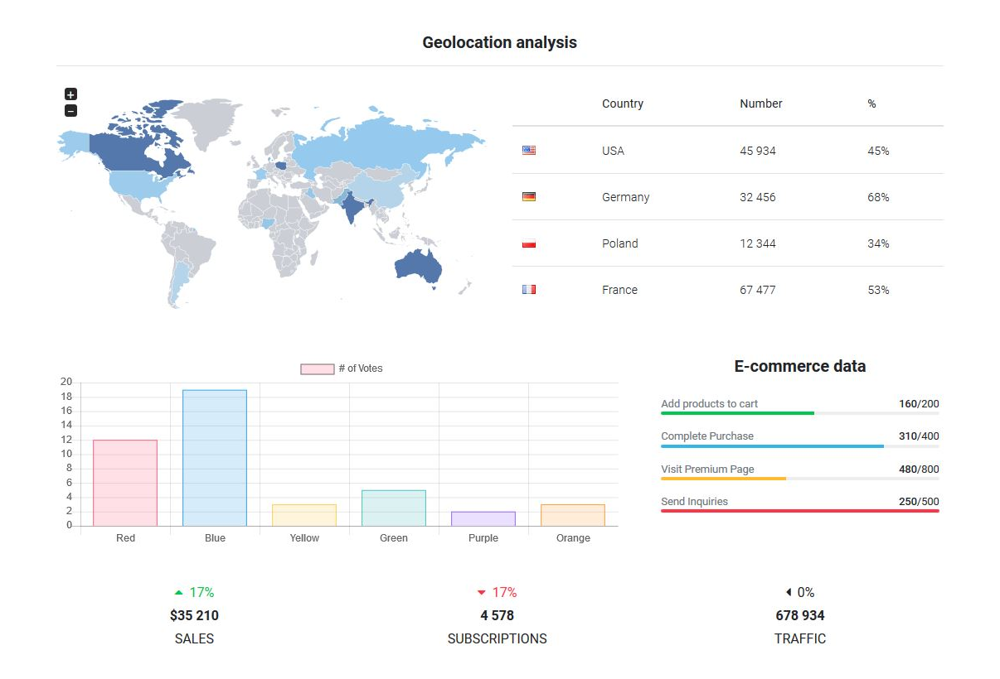 Geolocation analysis
+
−
Country Number %
USA 45 934 45%
Germany 32 456 68%
Poland 12 344 34%
France 67 477 53%
# of Votes
20
18
16
14
12
10
8
6
4
2
0
Red Blue Yellow Green Purple Orange
E-commerce data
Add products to cart 160/200
Complete Purchase 310/400
Visit Premium Page 480/800
Send Inquiries 250/500
17%
$35 210
SALES
17%
4 578
SUBSCRIPTIONS
0%
678 934
TRAFFIC